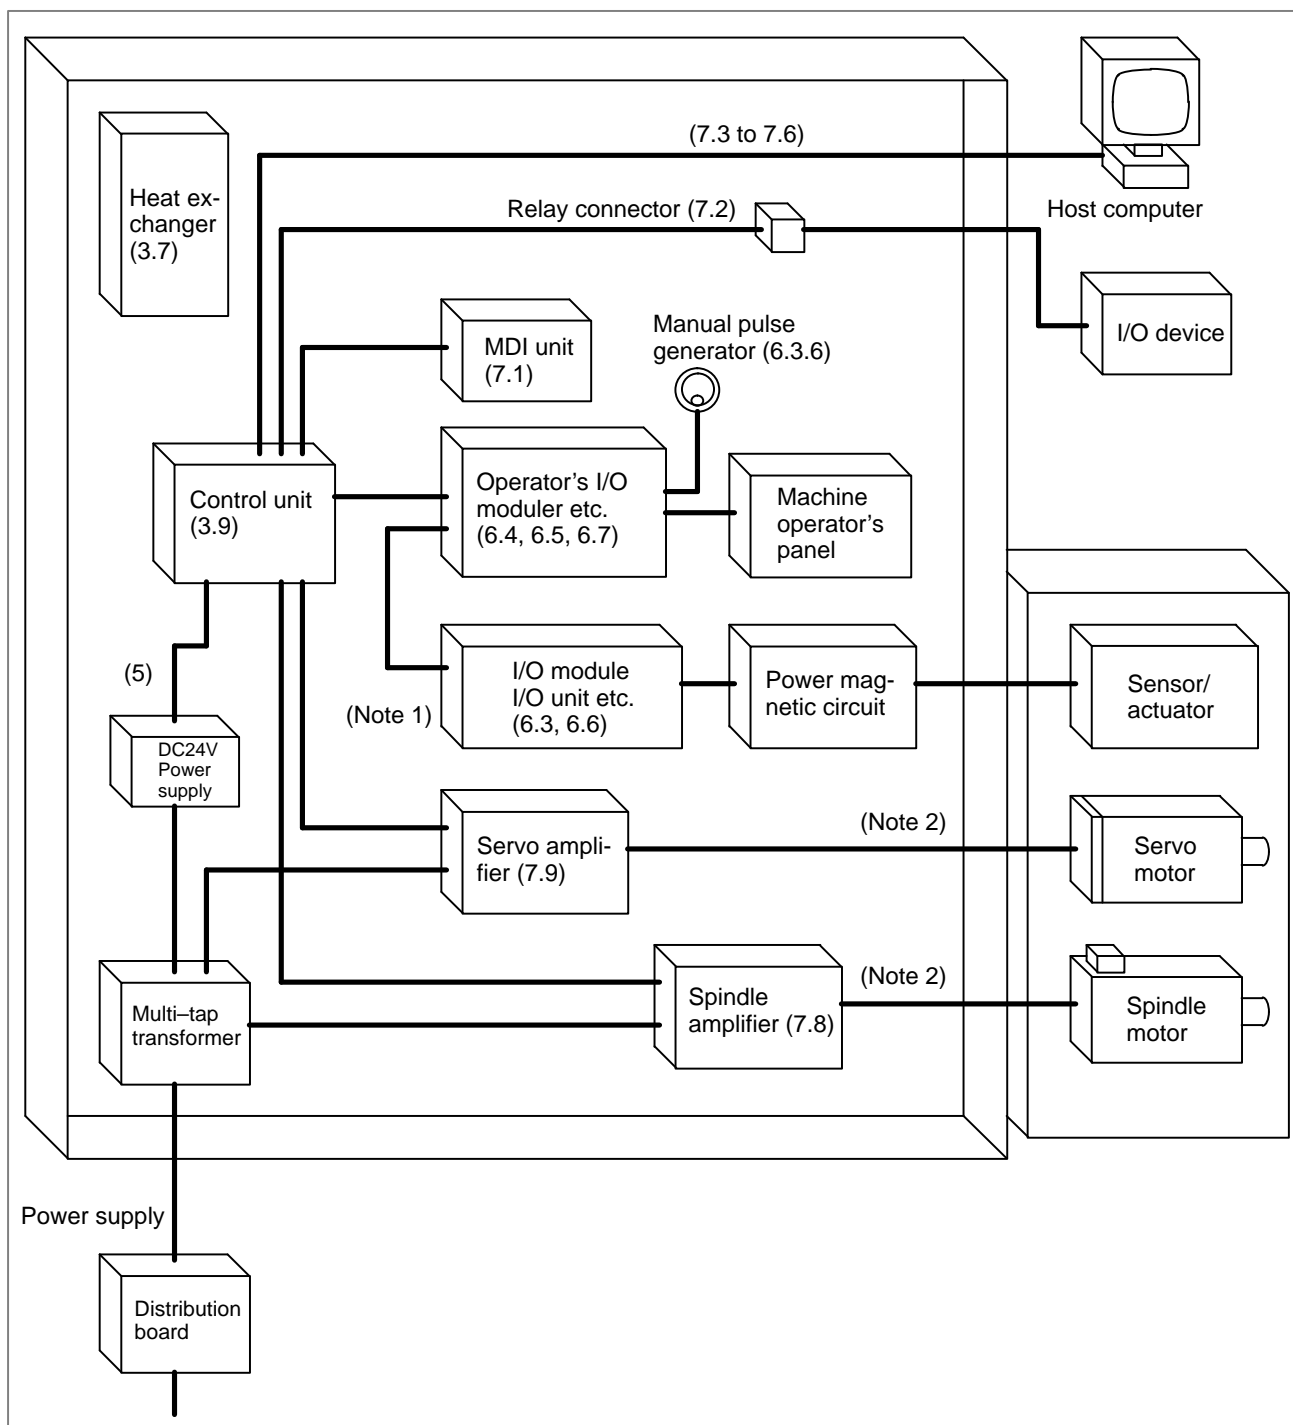 (7.3 to 7.6)
Heat ex-
changer
(3.7)
Relay connector (7.2)
Host computer
Manual pulse
generator (6.3.6)
I/O device
MDI unit
(7.1)
Control unit
(3.9)
Operator’s I/O
moduler etc.
(6.4, 6.5, 6.7)
Machine
operator’s
panel
(5)
(Note 1)
I/O module
I/O unit etc.
(6.3, 6.6)
Power mag-
netic circuit
Sensor/
actuator
DC24V
Power
supply
Servo ampli-
fier (7.9)
(Note 2)
Servo
motor
Multi–tap
transformer
Spindle
amplifier (7.8)
(Note 2)
Spindle
motor
Power supply
Distribution
board